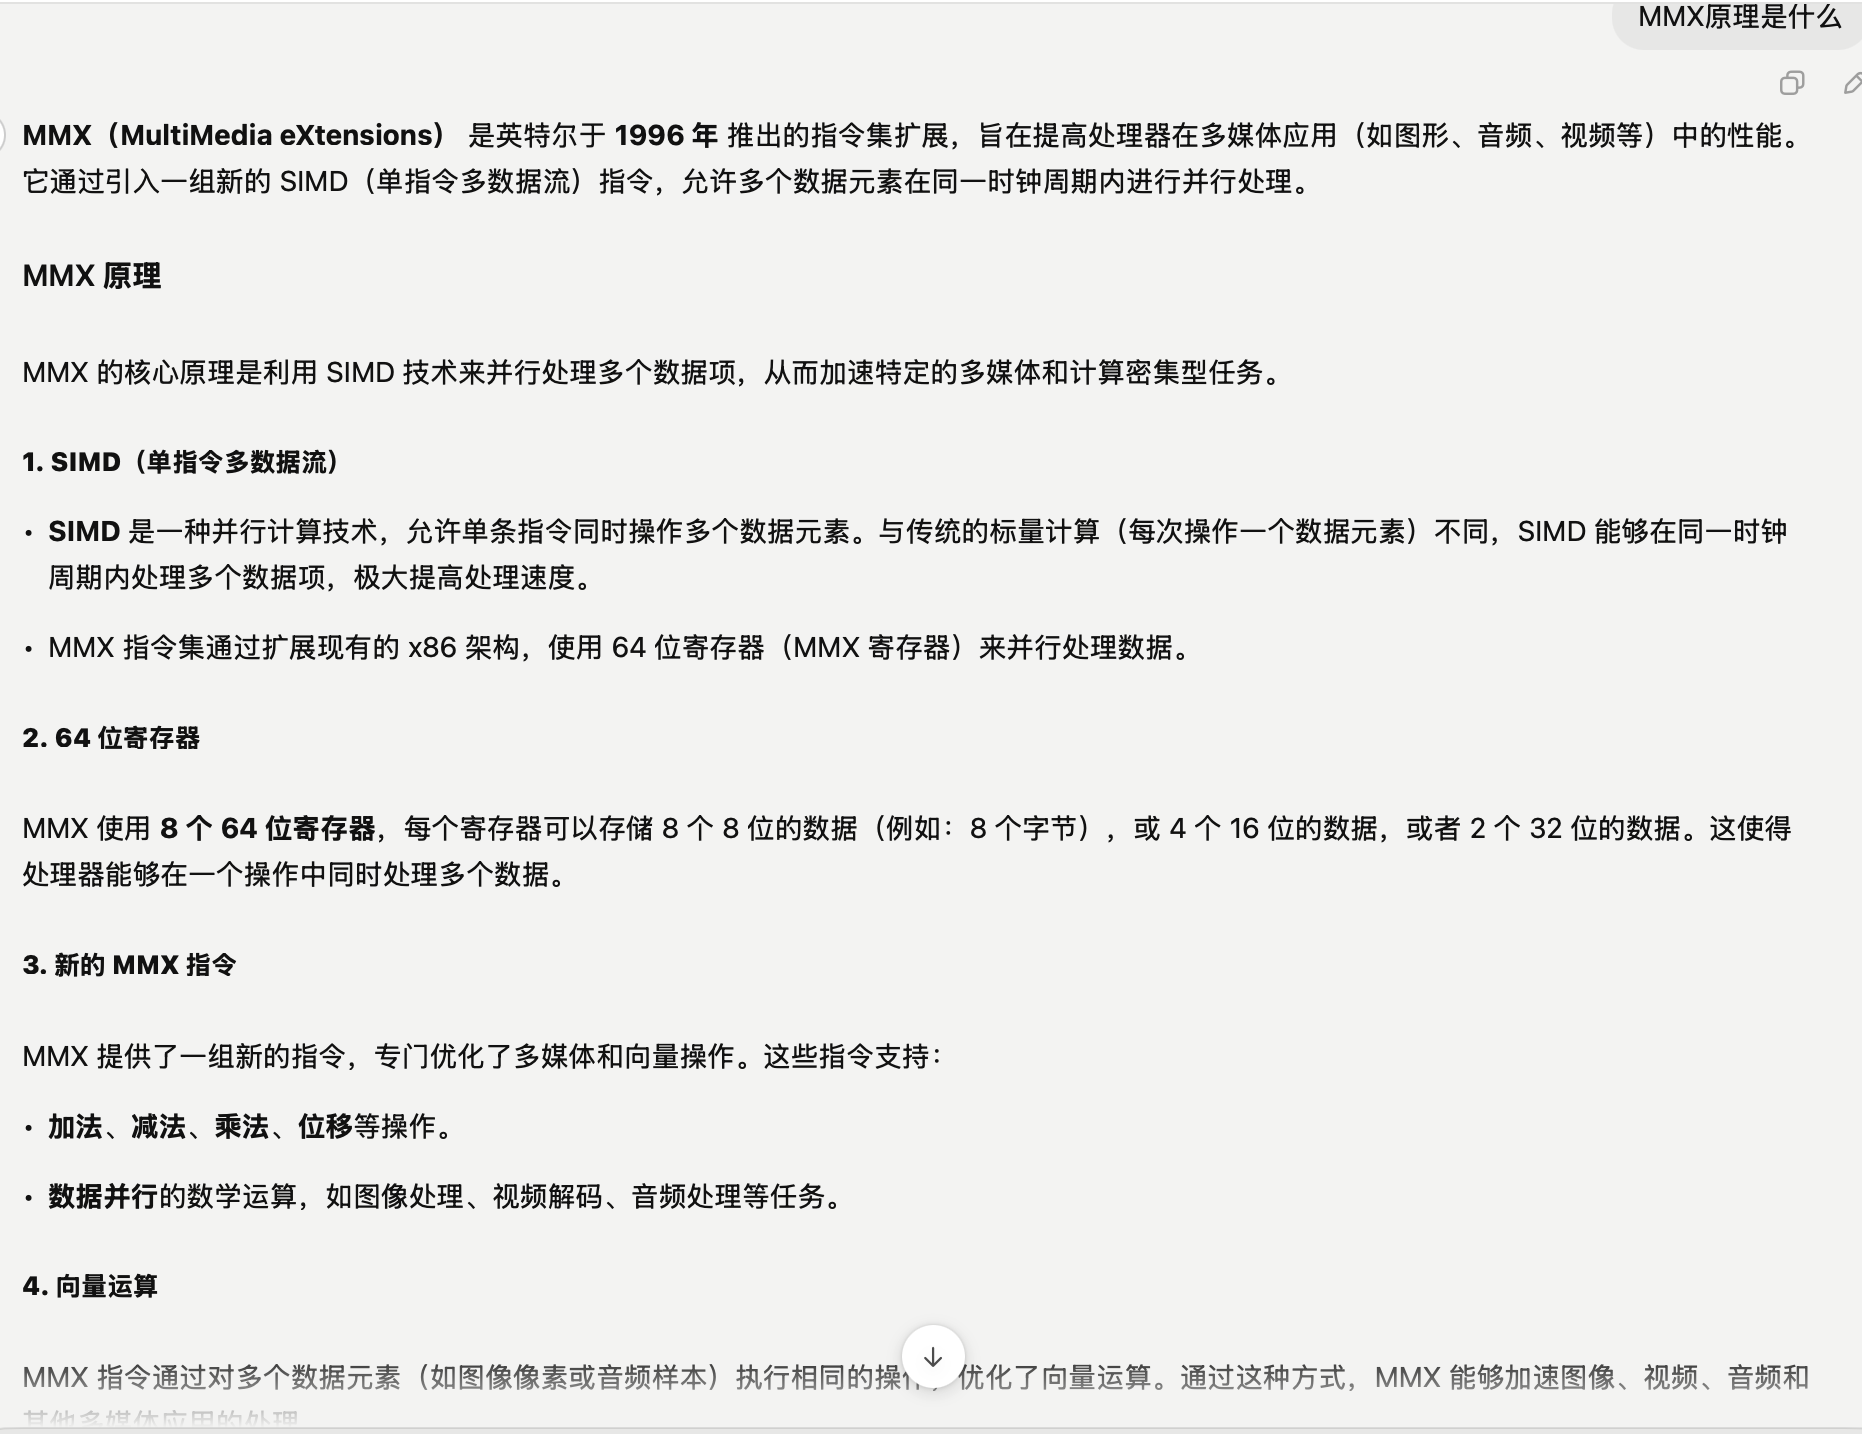 MMX原理是什么
MMX（MultiMedia eXtensions） 是英特尔于 1996 年 推出的指令集扩展，旨在提高处理器在多媒体应用（如图形、音频、视频等）中的性能。
它通过引入一组新的 SIMD（单指令多数据流）指令，允许多个数据元素在同一时钟周期内进行并行处理。
MMX 原理
MMX 的核心原理是利用 SIMD 技术来并行处理多个数据项，从而加速特定的多媒体和计算密集型任务。
1. SIMD（单指令多数据流）
• SIMD 是一种并行计算技术，允许单条指令同时操作多个数据元素。与传统的标量计算（每次操作一个数据元素）不同，SIMD 能够在同一时钟
周期内处理多个数据项，极大提高处理速度。
• MMX 指令集通过扩展现有的 x86 架构，使用 64 位寄存器（MMX 寄存器）来并行处理数据。
2. 64 位寄存器
MMX 使用 8 个 64 位寄存器，每个寄存器可以存储 8 个 8 位的数据（例如：8 个字节），或 4 个 16 位的数据，或者 2 个 32 位的数据。这使得
处理器能够在一个操作中同时处理多个数据。
3. 新的 MMX 指令
MMX 提供了一组新的指令，专门优化了多媒体和向量操作。这些指令支持：
• 加法、减法、乘法、位移等操作。
• 数据并行的数学运算，如图像处理、视频解码、音频处理等任务。
4. 向量运算
MMX 指令通过对多个数据元素（如图像像素或音频样本）执行相同的操作，优化了向量运算。通过这种方式，MMX 能够加速图像、视频、音频和
其他多媒体应用的处理